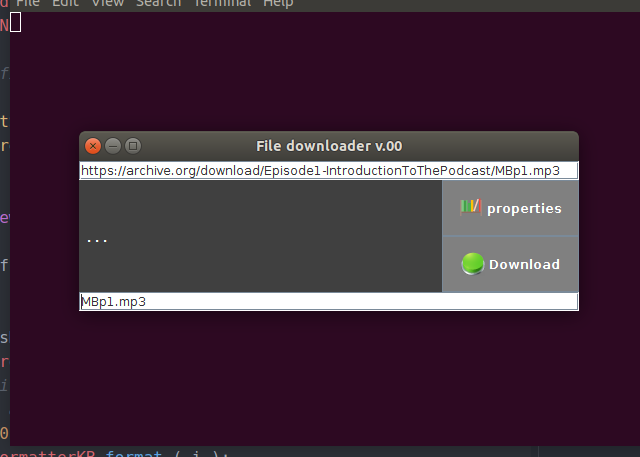 File Edit View Search Terminal Help
File downloader v.00
https://archive.org/download/Episode1-IntroductionToThePodcast/MBp1.mp3
properties
...
Download
MBp1.mp3
ormatterKB.format ( i );